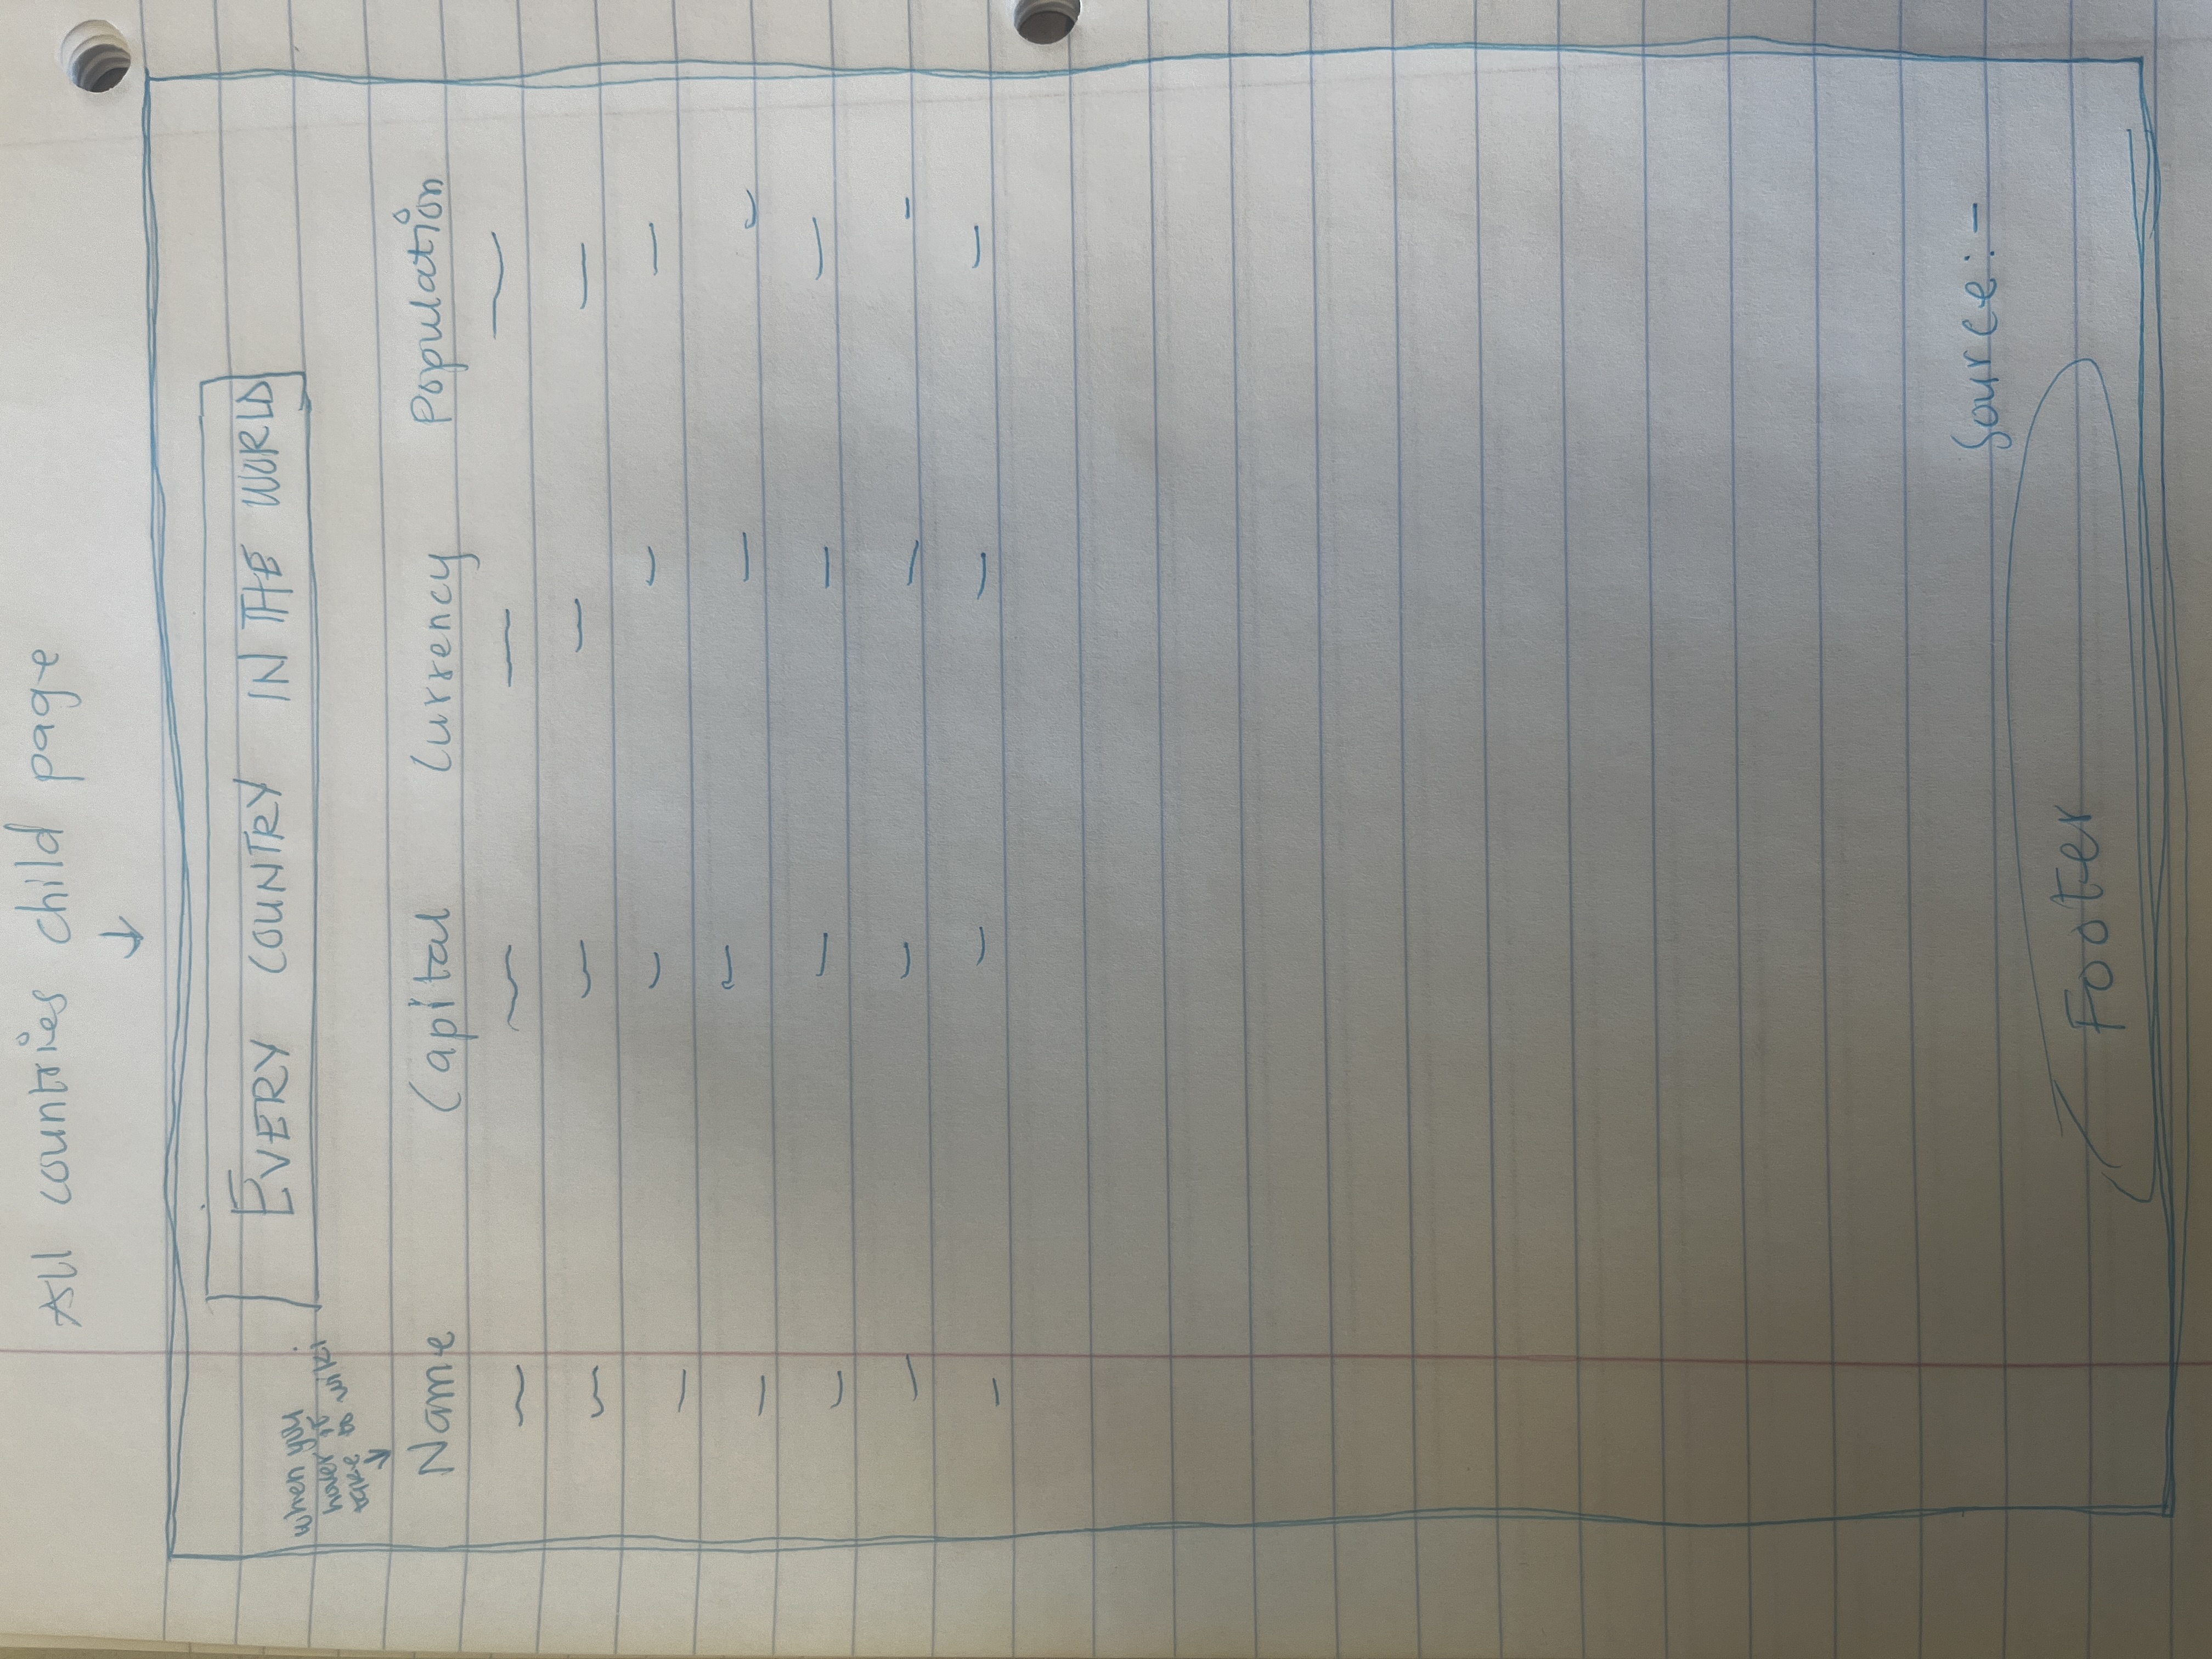 All countries child page
EVERY COUNTRY IN THE WORLD
when you
hover it
take to wiki
Name Capital Currency Population
Source:-
Footer